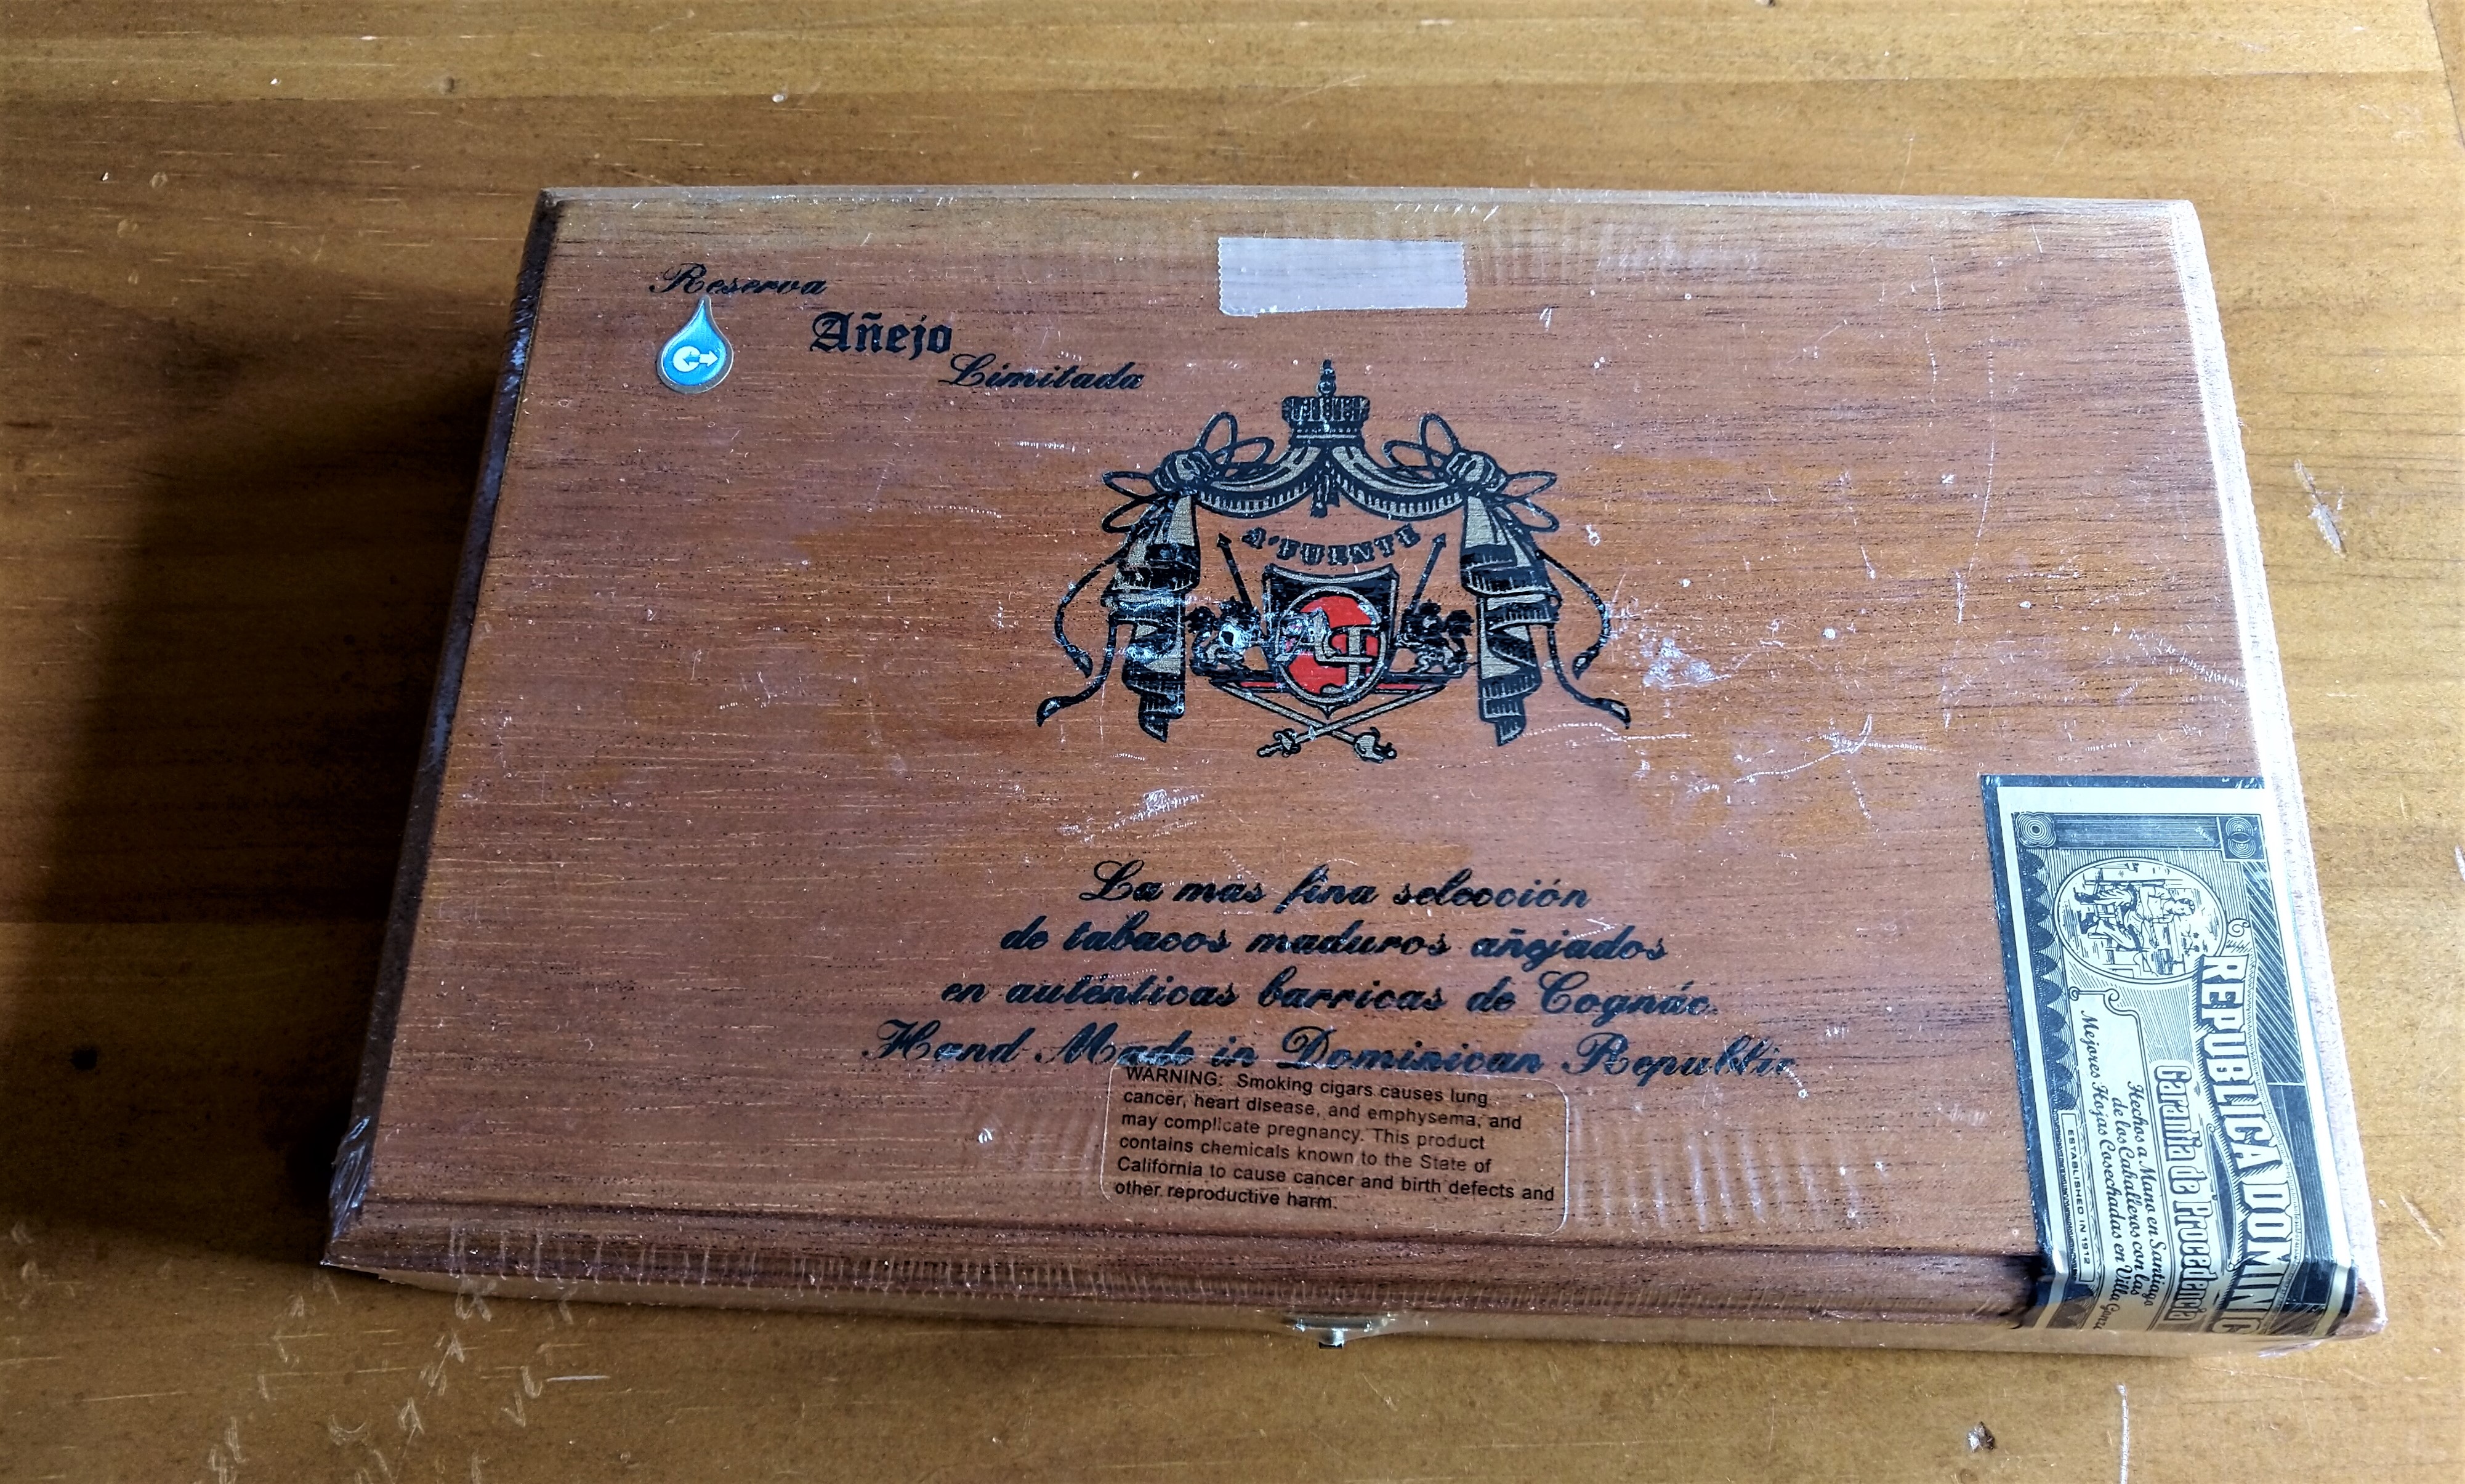 Reserva
Añejo
Limitada
A. FUENTE
La mas fina selección
de tabacos maduros añejados
en auténticas barricas de Cognác.
Hand Made in Dominican Republic
WARNING: Smoking cigars causes lung
cancer, heart disease, and emphysema, and
may complicate pregnancy. This product
contains chemicals known to the State of
California to cause cancer and birth defects and
other reproductive harm.
REPUBLICA DOMINIC
Garantia de Procedencia
Hechos a Mano en Santiago
de los Caballeros con las
Mejores Hojas Cosechadas en Villa
ESTABLISHED IN 1912